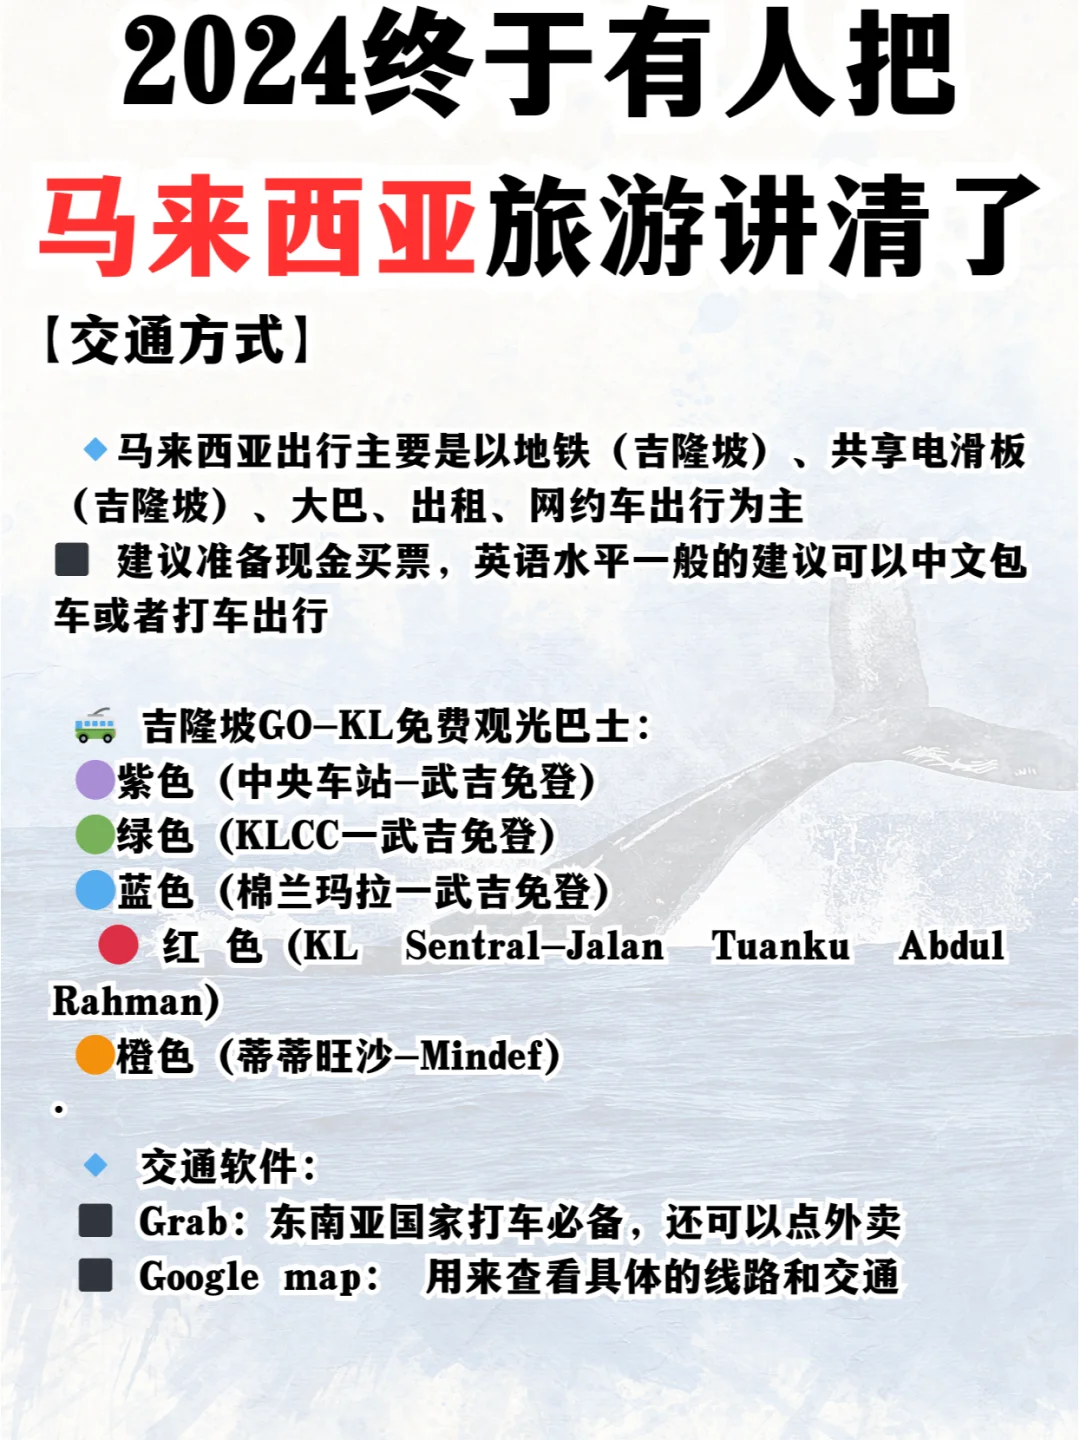 2024终于有人把
马来西亚旅游讲清了
【交通方式】
🔹马来西亚出行主要是以地铁（吉隆坡）、共享电滑板
（吉隆坡）、大巴、出租、网约车出行为主
⬛ 建议准备现金买票，英语水平一般的建议可以中文包
车或者打车出行
🚎 吉隆坡GO-KL免费观光巴士：
🟣紫色（中央车站-武吉免登）
🟢绿色（KLCC一武吉免登）
🔵蓝色（棉兰玛拉一武吉免登）
🔴 红 色（KL Sentral-Jalan Tuanku Abdul
Rahman）
🟠橙色（蒂蒂旺沙-Mindef）
.
🔹 交通软件：
⬛ Grab：东南亚国家打车必备，还可以点外卖
⬛ Google map： 用来查看具体的线路和交通